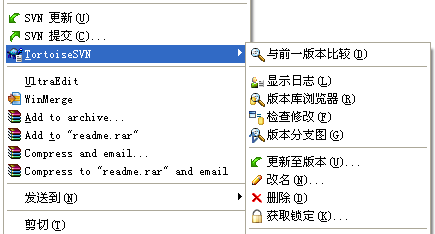 SVN 更新(U)
SVN 提交(C)...
TortoiseSVN
UltraEdit
WinMerge
Add to archive...
Add to "readme.rar"
Compress and email...
Compress to "readme.rar" and email
发送到(N)
剪切(T)
与前一版本比较(D)
显示日志(L)
版本库浏览器(R)
检查修改(F)
版本分支图(G)
更新至版本(U)...
改名(N)...
删除(D)
获取锁定(K)...